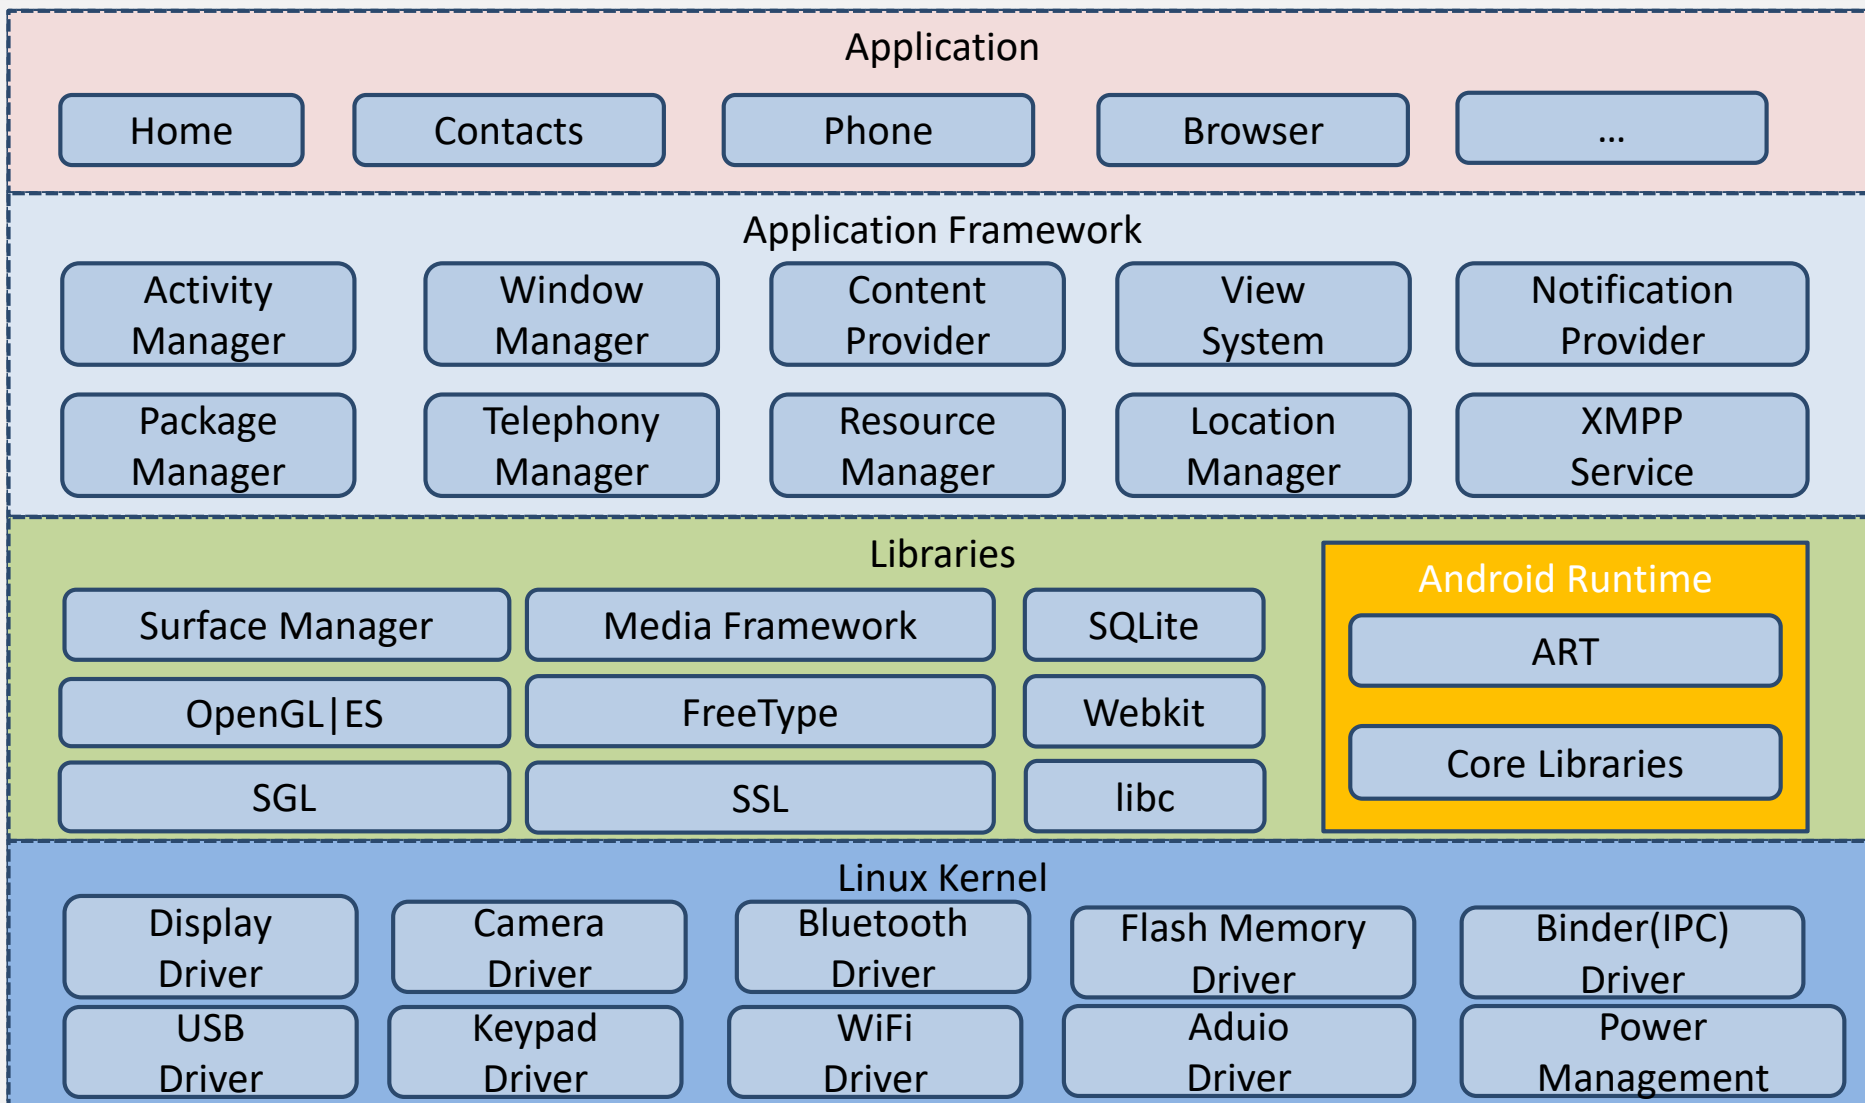 Application
Home
Contacts
Phone
Browser
...
Application Framework
Activity
Manager
Window
Manager
Content
Provider
View
System
Notification
Provider
Package
Manager
Telephony
Manager
Resource
Manager
Location
Manager
XMPP
Service
Libraries
Surface Manager
Media Framework
SQLite
OpenGL|ES
FreeType
Webkit
SGL
SSL
libc
Android Runtime
ART
Core Libraries
Linux Kernel
Display
Driver
Camera
Driver
Bluetooth
Driver
Flash Memory
Driver
Binder(IPC)
Driver
USB
Driver
Keypad
Driver
WiFi
Driver
Aduio
Driver
Power
Management